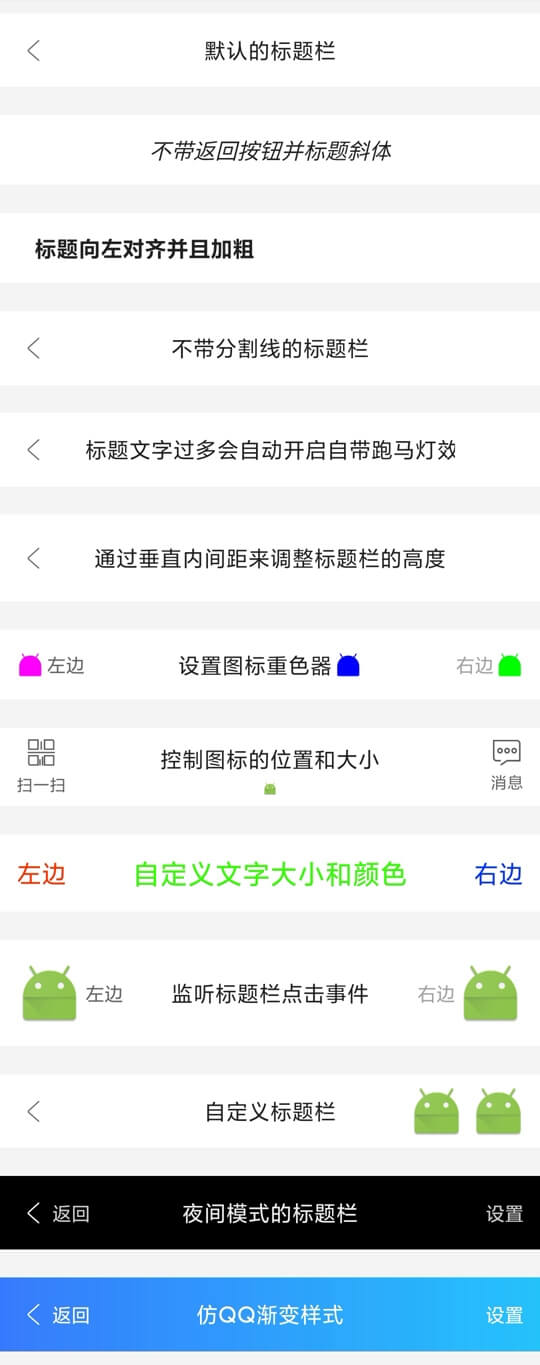 默认的标题栏
不带返回按钮并标题斜体
标题向左对齐并且加粗
不带分割线的标题栏
标题文字过多会自动开启自带跑马灯效
通过垂直内间距来调整标题栏的高度
左边 设置图标重色器 右边
扫一扫 控制图标的位置和大小 消息
左边 自定义文字大小和颜色 右边
左边 监听标题栏点击事件 右边
自定义标题栏
返回 夜间模式的标题栏 设置
返回 仿QQ渐变样式 设置